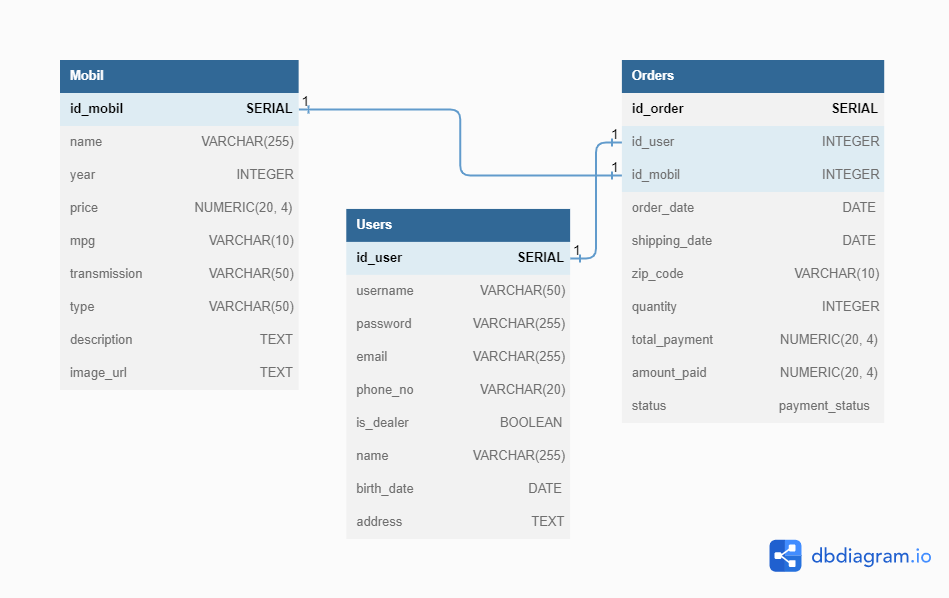 Mobil
id_mobil SERIAL
name VARCHAR(255)
year INTEGER
price NUMERIC(20, 4)
mpg VARCHAR(10)
transmission VARCHAR(50)
type VARCHAR(50)
description TEXT
image_url TEXT
1
1
1
1
Users
id_user SERIAL
username VARCHAR(50)
password VARCHAR(255)
email VARCHAR(255)
phone_no VARCHAR(20)
is_dealer BOOLEAN
name VARCHAR(255)
birth_date DATE
address TEXT
Orders
id_order SERIAL
id_user INTEGER
id_mobil INTEGER
order_date DATE
shipping_date DATE
zip_code VARCHAR(10)
quantity INTEGER
total_payment NUMERIC(20, 4)
amount_paid NUMERIC(20, 4)
status payment_status
dbdiagram.io